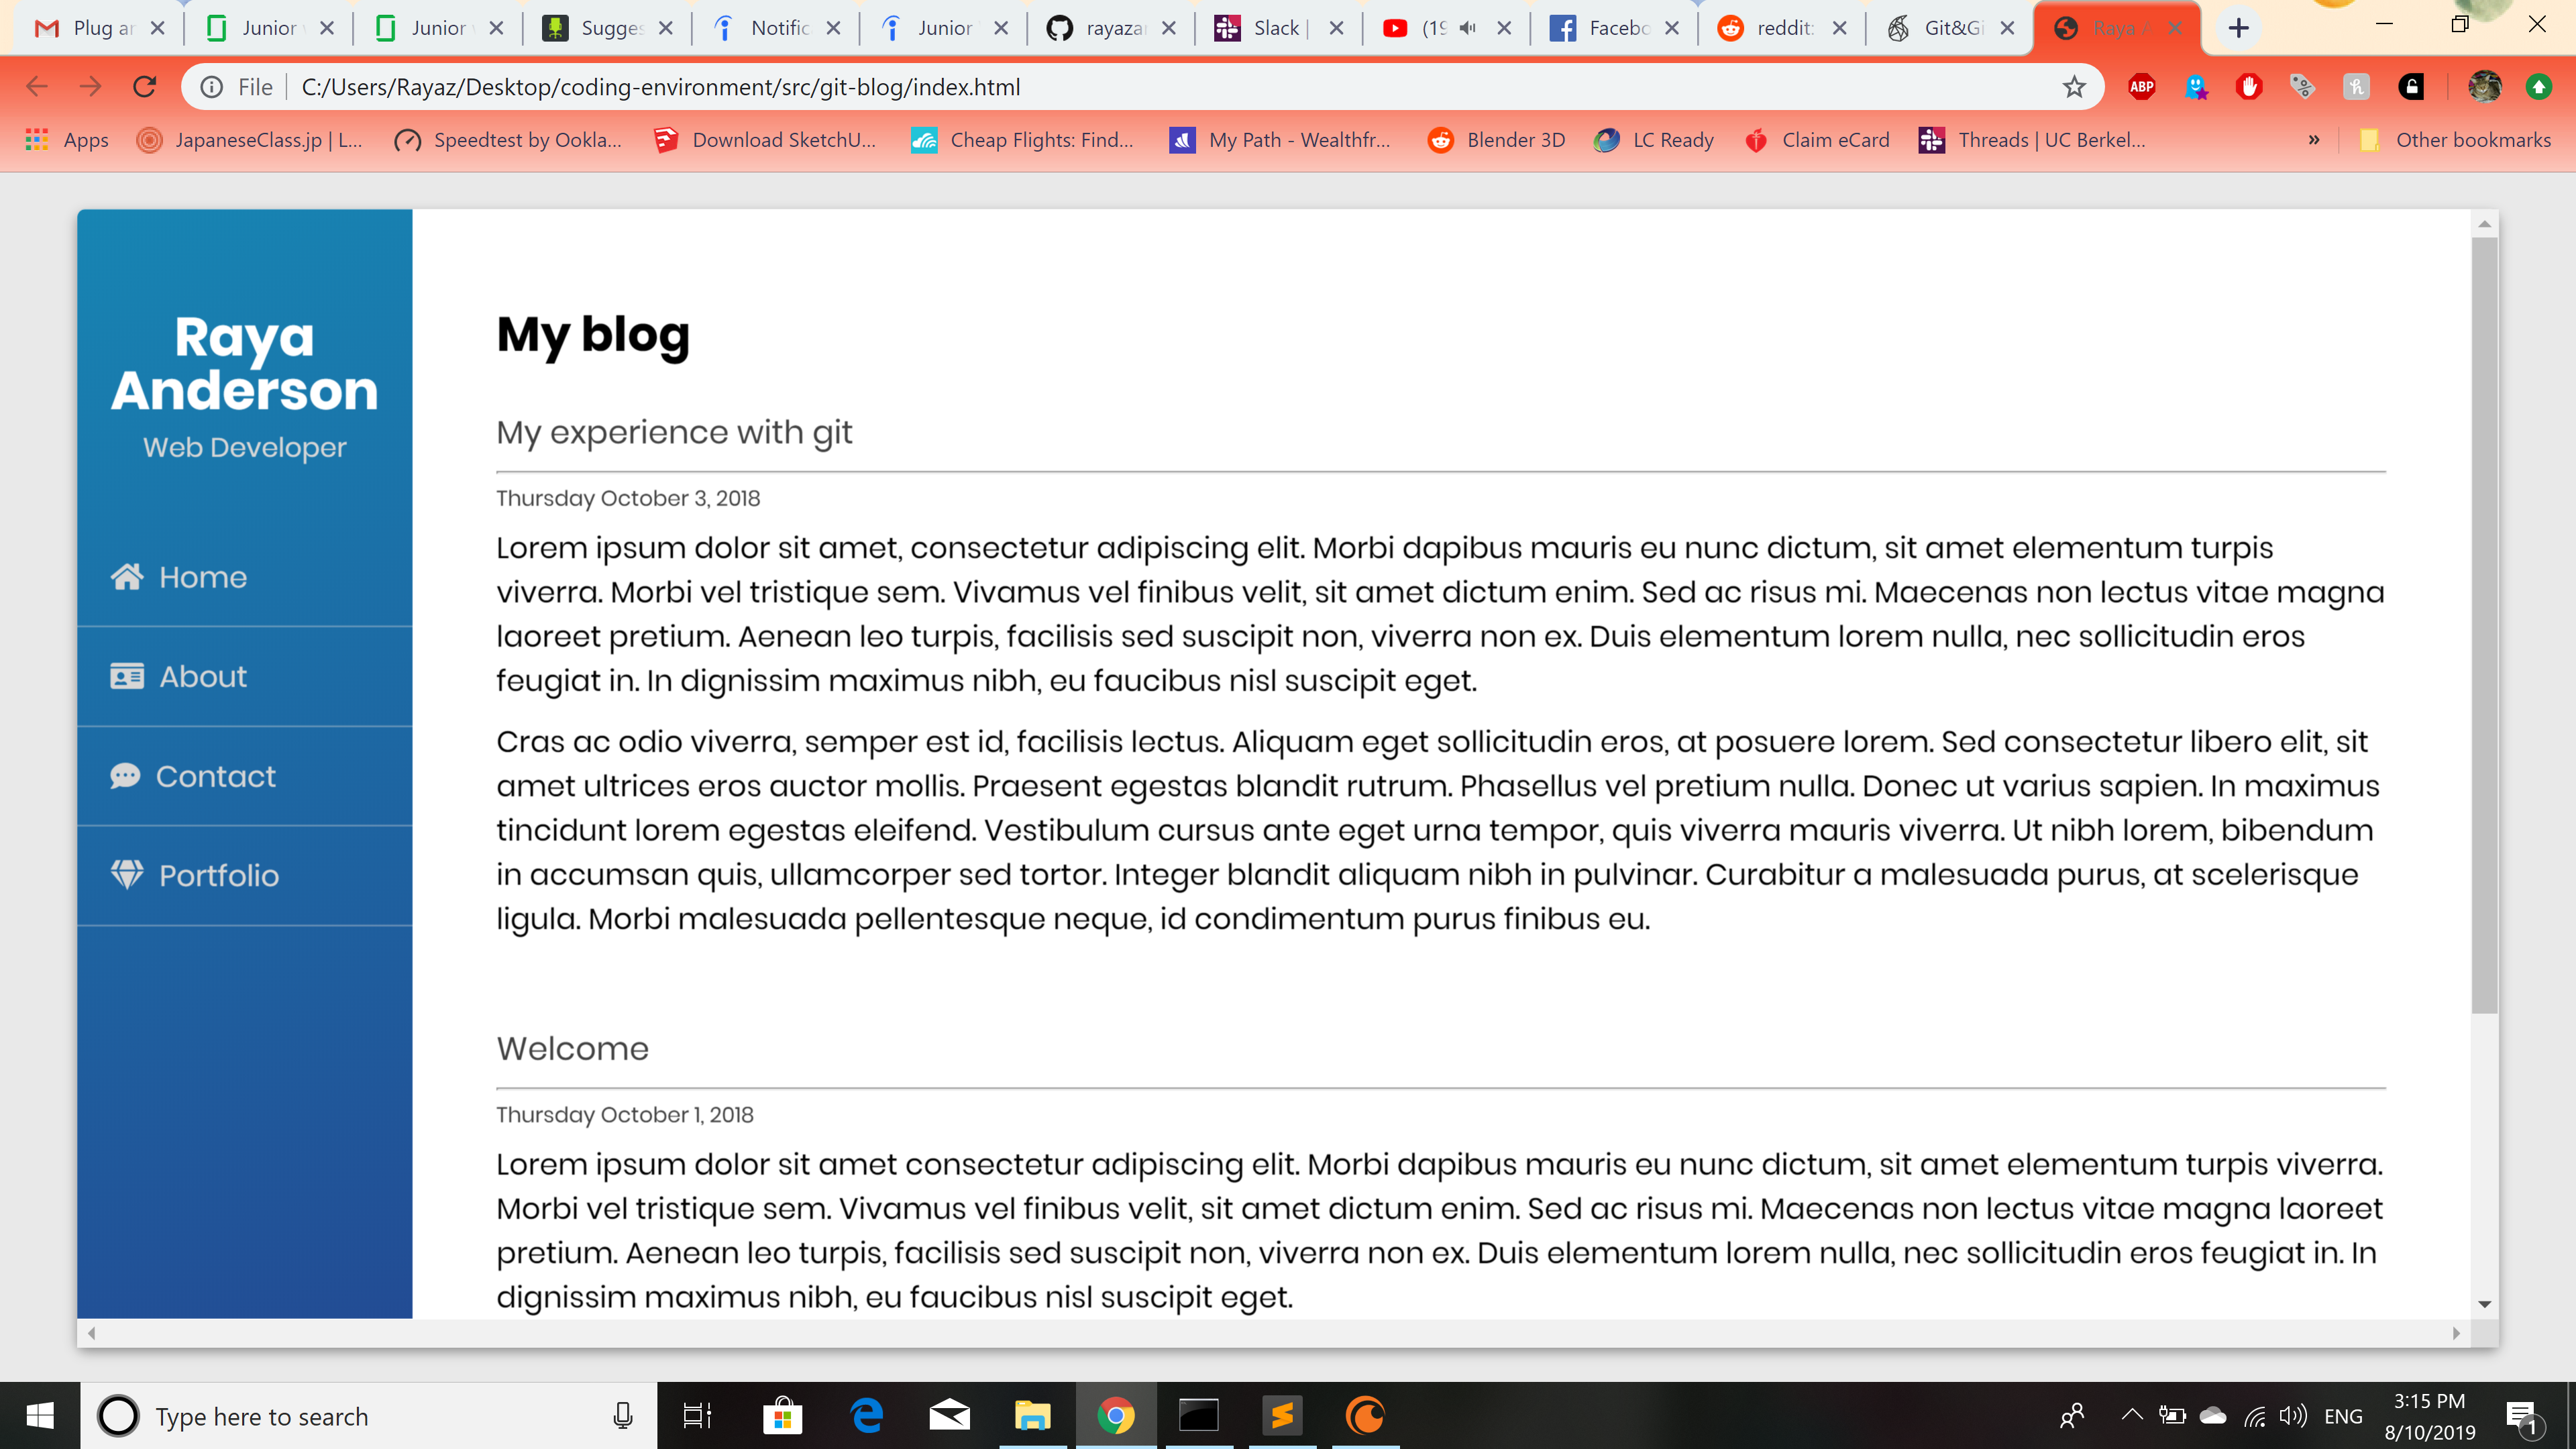 Plug ar
Junior
Junior
Sugges
Notific
Junior
rayazar
Slack |
(19
Facebo
reddit:
Git&Gi
Raya A
File
C:/Users/Rayaz/Desktop/coding-environment/src/git-blog/index.html
ABP
Apps
JapaneseClass.jp | L...
Speedtest by Ookla...
Download SketchU...
Cheap Flights: Find...
My Path - Wealthfr...
Blender 3D
LC Ready
Claim eCard
Threads | UC Berkel...
»
Other bookmarks
Raya
Anderson
Web Developer
Home
About
Contact
Portfolio
My blog
My experience with git
Thursday October 3, 2018
Lorem ipsum dolor sit amet, consectetur adipiscing elit. Morbi dapibus mauris eu nunc dictum, sit amet elementum turpis
viverra. Morbi vel tristique sem. Vivamus vel finibus velit, sit amet dictum enim. Sed ac risus mi. Maecenas non lectus vitae magna
laoreet pretium. Aenean leo turpis, facilisis sed suscipit non, viverra non ex. Duis elementum lorem nulla, nec sollicitudin eros
feugiat in. In dignissim maximus nibh, eu faucibus nisl suscipit eget.
Cras ac odio viverra, semper est id, facilisis lectus. Aliquam eget sollicitudin eros, at posuere lorem. Sed consectetur libero elit, sit
amet ultrices eros auctor mollis. Praesent egestas blandit rutrum. Phasellus vel pretium nulla. Donec ut varius sapien. In maximus
tincidunt lorem egestas eleifend. Vestibulum cursus ante eget urna tempor, quis viverra mauris viverra. Ut nibh lorem, bibendum
in accumsan quis, ullamcorper sed tortor. Integer blandit aliquam nibh in pulvinar. Curabitur a malesuada purus, at scelerisque
ligula. Morbi malesuada pellentesque neque, id condimentum purus finibus eu.
Welcome
Thursday October 1, 2018
Lorem ipsum dolor sit amet consectetur adipiscing elit. Morbi dapibus mauris eu nunc dictum, sit amet elementum turpis viverra.
Morbi vel tristique sem. Vivamus vel finibus velit, sit amet dictum enim. Sed ac risus mi. Maecenas non lectus vitae magna laoreet
pretium. Aenean leo turpis, facilisis sed suscipit non, viverra non ex. Duis elementum lorem nulla, nec sollicitudin eros feugiat in. In
dignissim maximus nibh, eu faucibus nisl suscipit eget.
Type here to search
ENG
3:15 PM
8/10/2019
1